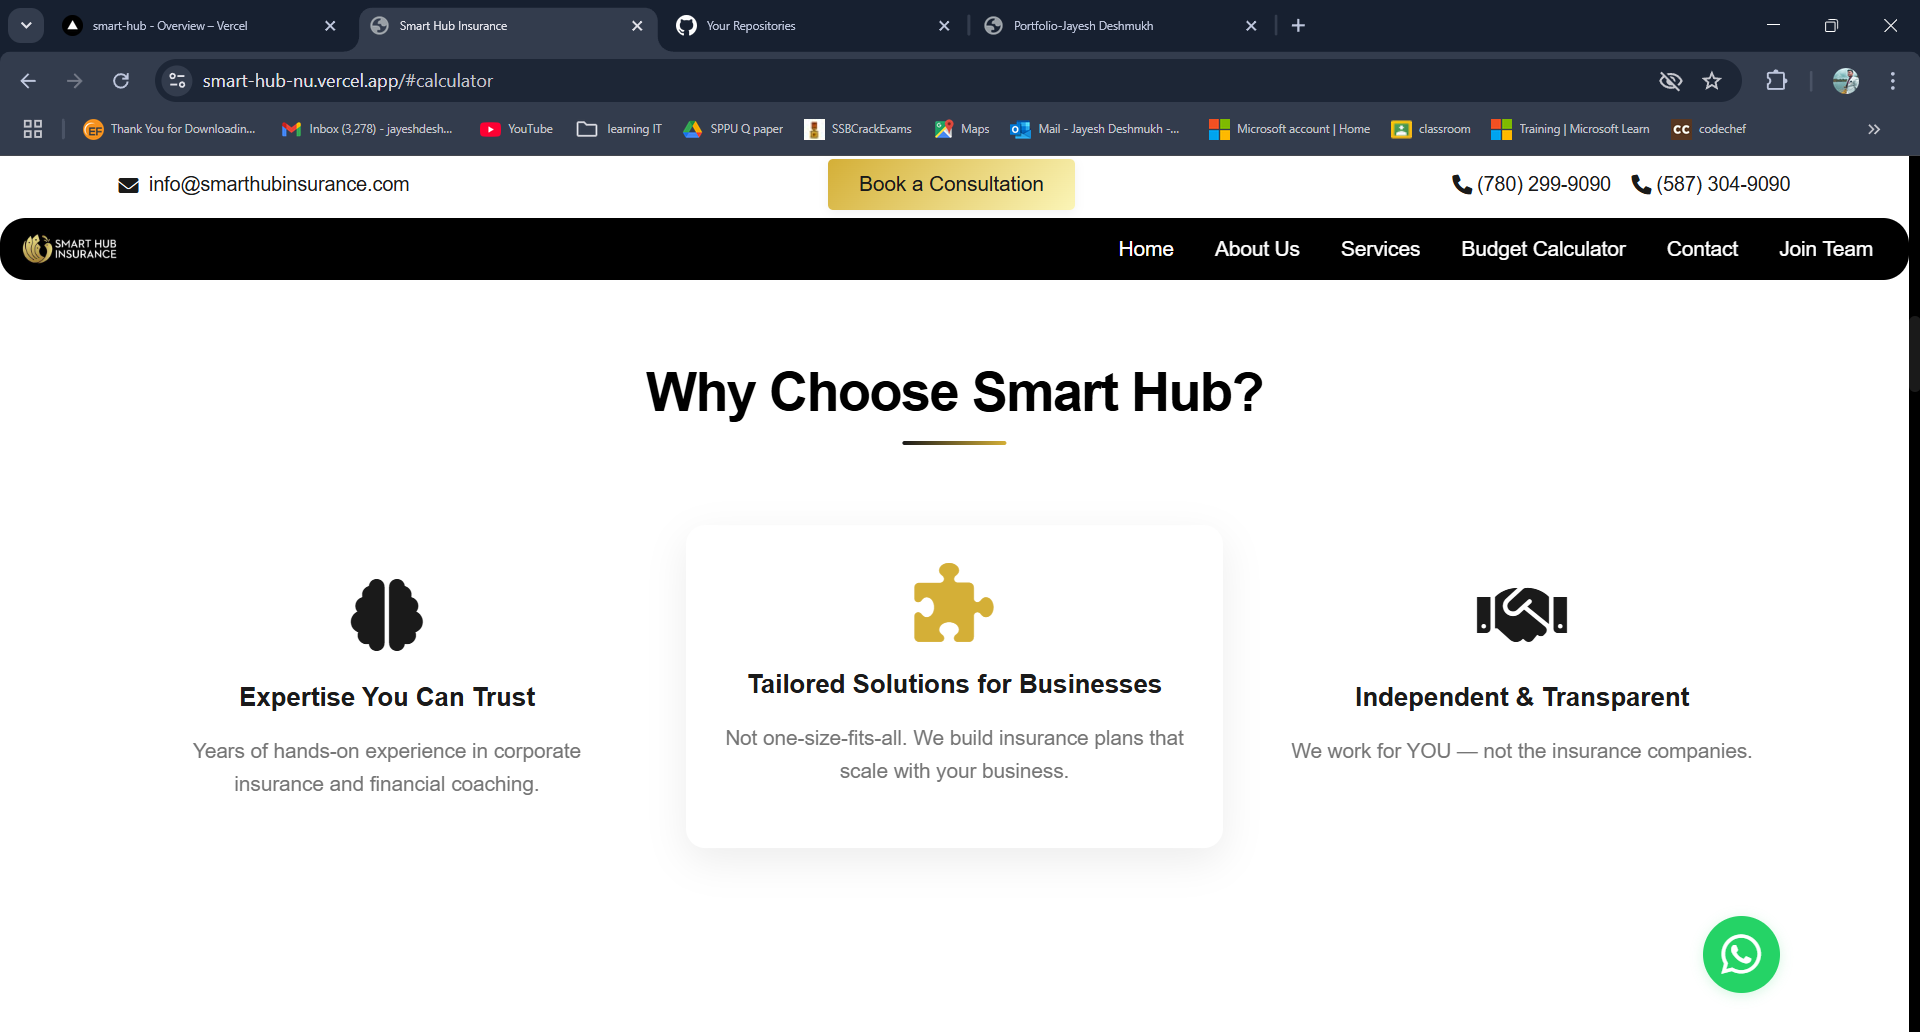 smart-hub - Overview – Vercel
Smart Hub Insurance
Your Repositories
Portfolio-Jayesh Deshmukh
smart-hub-nu.vercel.app/#calculator
EF Thank You for Downloadin...
Inbox (3,278) - jayeshdesh...
YouTube
learning IT
SPPU Q paper
SSBCrackExams
Maps
Mail - Jayesh Deshmukh -...
Microsoft account | Home
classroom
Training | Microsoft Learn
CC codechef
info@smarthubinsurance.com
Book a Consultation
(780) 299-9090
(587) 304-9090
SMART HUB
INSURANCE
Home
About Us
Services
Budget Calculator
Contact
Join Team
Why Choose Smart Hub?
Expertise You Can Trust
Years of hands-on experience in corporate
insurance and financial coaching.
Tailored Solutions for Businesses
Not one-size-fits-all. We build insurance plans that
scale with your business.
Independent & Transparent
We work for YOU — not the insurance companies.